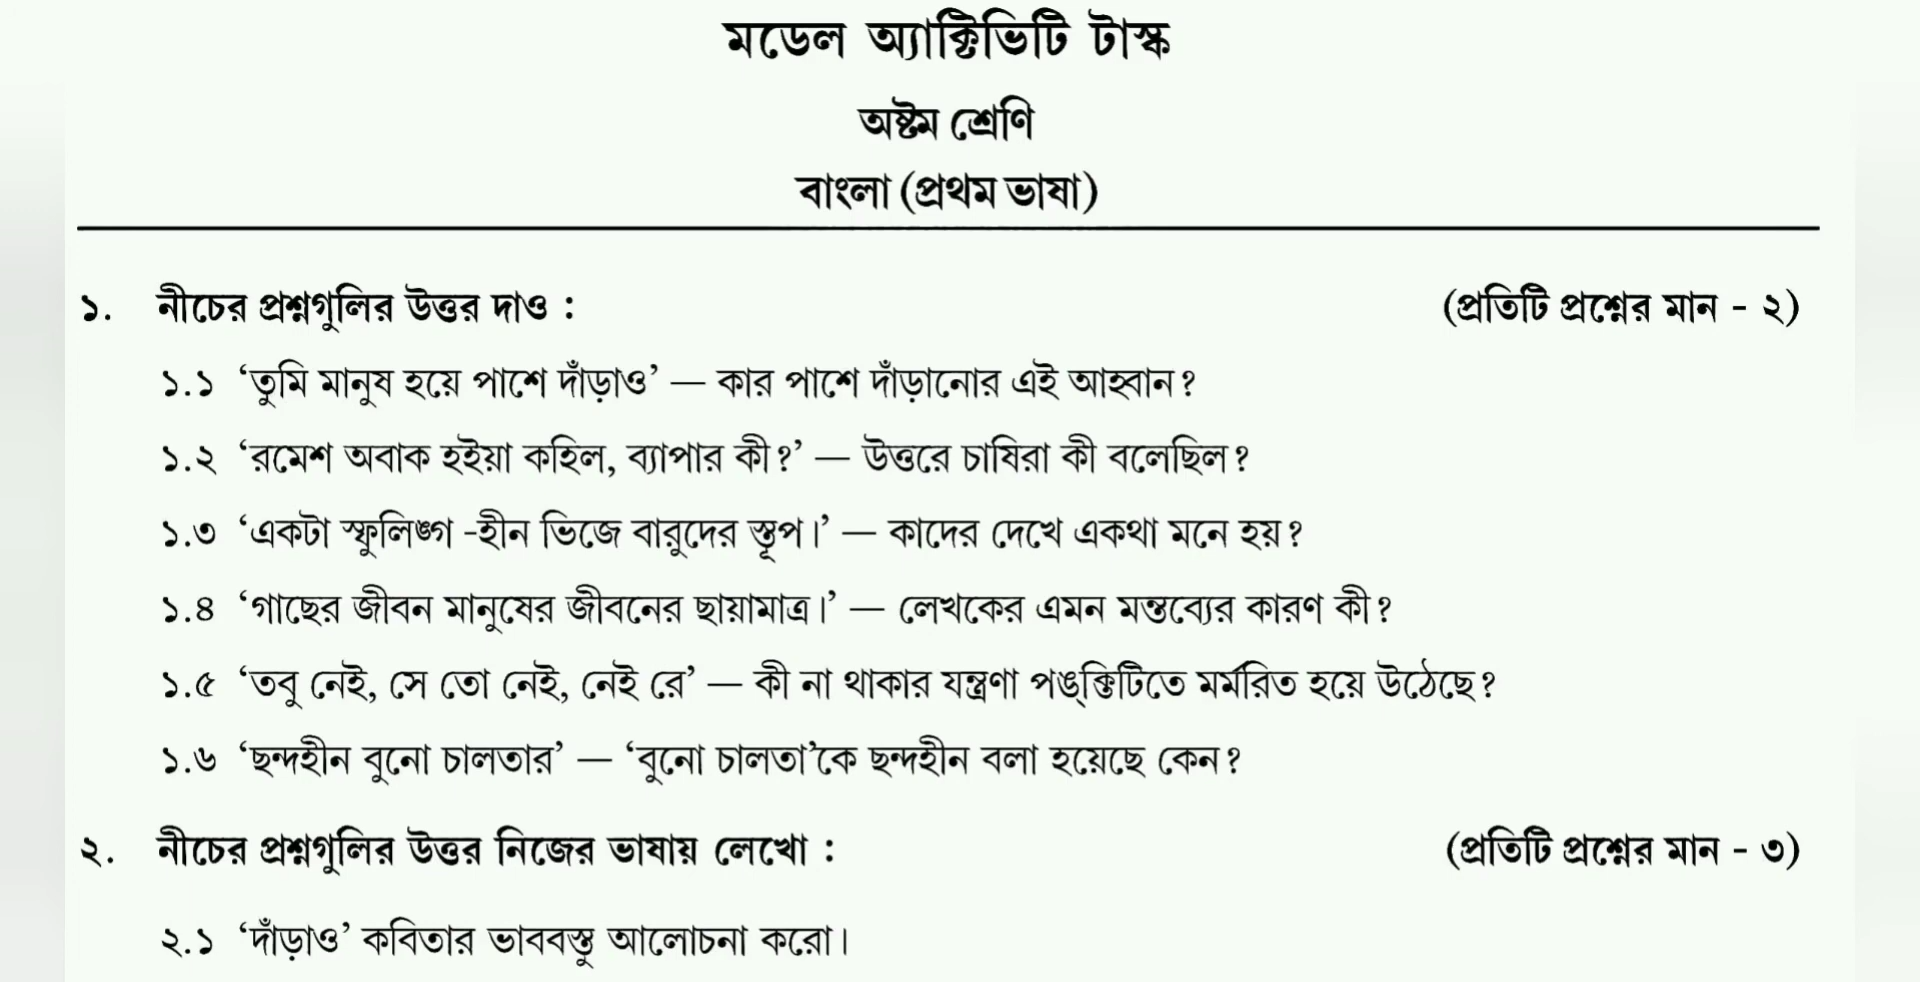 মডেল অ্যাক্টিভিটি টাস্ক
অষ্টম শ্রেণি
বাংলা (প্রথম ভাষা)
১. নীচের প্রশ্নগুলির উত্তর দাও : (প্রতিটি প্রশ্নের মান - ২)
১.১ ‘তুমি মানুষ হয়ে পাশে দাঁড়াও’ — কার পাশে দাঁড়ানোর এই আহ্বান?
১.২ ‘রমেশ অবাক হইয়া কহিল, ব্যাপার কী?’ — উত্তরে চাষিরা কী বলেছিল?
১.৩ ‘একটা স্ফুলিঙ্গ -হীন ভিজে বারুদের স্তূপ।’ — কাদের দেখে একথা মনে হয়?
১.৪ ‘গাছের জীবন মানুষের জীবনের ছায়ামাত্র।’ — লেখকের এমন মন্তব্যের কারণ কী?
১.৫ ‘তবু নেই, সে তো নেই, নেই রে’ — কী না থাকার যন্ত্রণা পঙ্‌ক্তিটিতে মর্মরিত হয়ে উঠেছে?
১.৬ ‘ছন্দহীন বুনো চালতার’ — ‘বুনো চালতা’কে ছন্দহীন বলা হয়েছে কেন?
২. নীচের প্রশ্নগুলির উত্তর নিজের ভাষায় লেখো : (প্রতিটি প্রশ্নের মান - ৩)
২.১ ‘দাঁড়াও’ কবিতার ভাববস্তু আলোচনা করো।